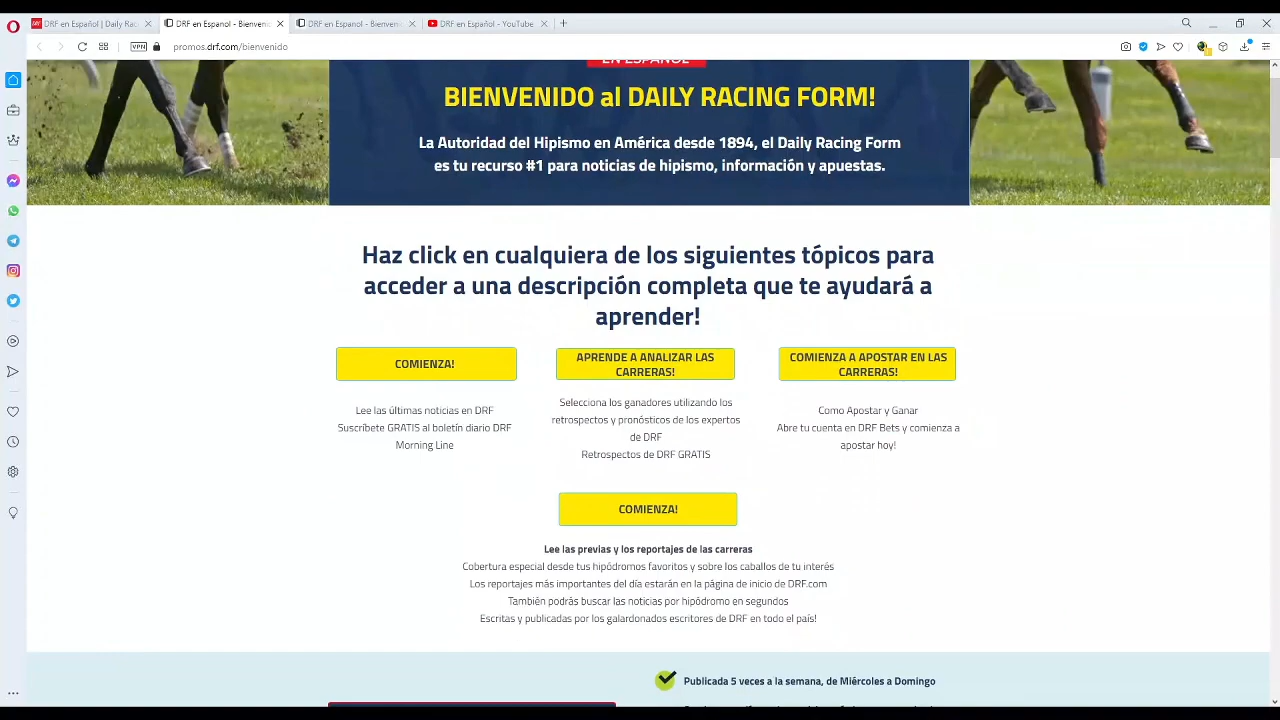 DRF en Español | Daily Rac
DRF en Espanol - Bienveni
DRF en Espanol - Bienveni
DRF en Español - YouTube
VPN
promos.drf.com/bienvenido
EN ESPAÑOL
BIENVENIDO al DAILY RACING FORM!
La Autoridad del Hipismo en América desde 1894, el Daily Racing Form
es tu recurso #1 para noticias de hipismo, información y apuestas.
Haz click en cualquiera de los siguientes tópicos para
acceder a una descripción completa que te ayudará a
aprender!
COMIENZA!
Lee las últimas noticias en DRF
Suscríbete GRATIS al boletín diario DRF
Morning Line
APRENDE A ANALIZAR LAS
CARRERAS!
Selecciona los ganadores utilizando los
retrospectos y pronósticos de los expertos
de DRF
Retrospectos de DRF GRATIS
COMIENZA A APOSTAR EN LAS
CARRERAS!
Como Apostar y Ganar
Abre tu cuenta en DRF Bets y comienza a
apostar hoy!
COMIENZA!
Lee las previas y los reportajes de las carreras
Cobertura especial desde tus hipódromos favoritos y sobre los caballos de tu interés
Los reportajes más importantes del día estarán en la página de inicio de DRF.com
También podrás buscar las noticias por hipódromo en segundos
Escritas y publicadas por los galardonados escritores de DRF en todo el país!
Publicada 5 veces a la semana, de Miércoles a Domingo